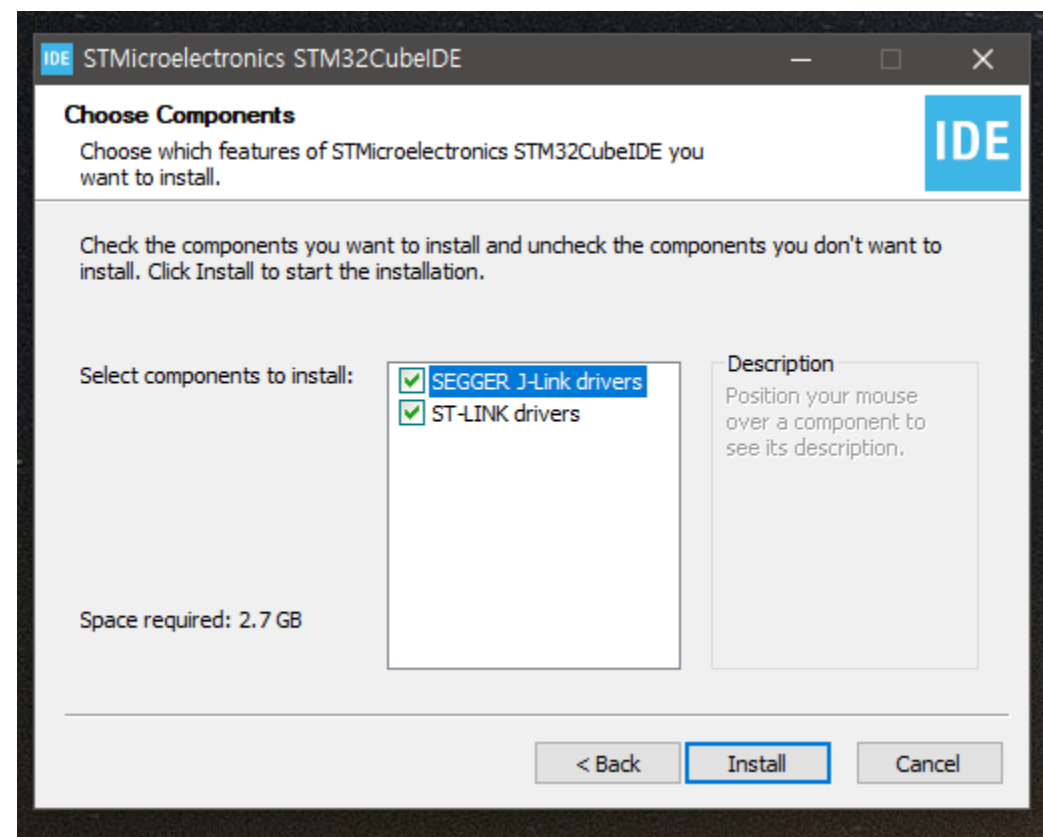 IDE STMicroelectronics STM32CubeIDE
Choose Components
Choose which features of STMicroelectronics STM32CubeIDE you
want to install.
IDE
Check the components you want to install and uncheck the components you don't want to
install. Click Install to start the installation.
Select components to install:
SEGGER J-Link drivers
ST-LINK drivers
Description
Position your mouse
over a component to
see its description.
Space required: 2.7 GB
< Back
Install
Cancel